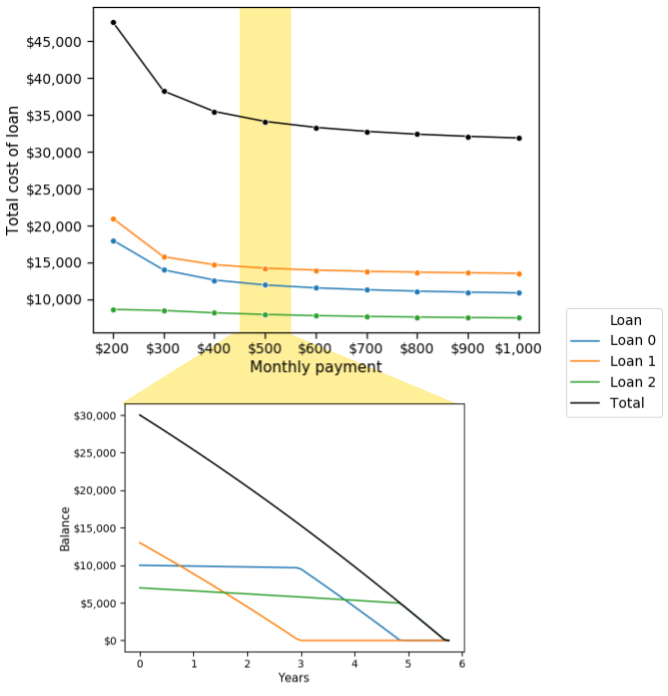 $45,000
$40,000
$35,000
$30,000
$25,000
$20,000
$15,000
$10,000
Total cost of loan
$200 $300 $400 $500 $600 $700 $800 $900 $1,000
Monthly payment
Loan
Loan 0
Loan 1
Loan 2
Total
$30,000
$25,000
$20,000
$15,000
$10,000
$5,000
$0
Balance
0 1 2 3 4 5 6
Years